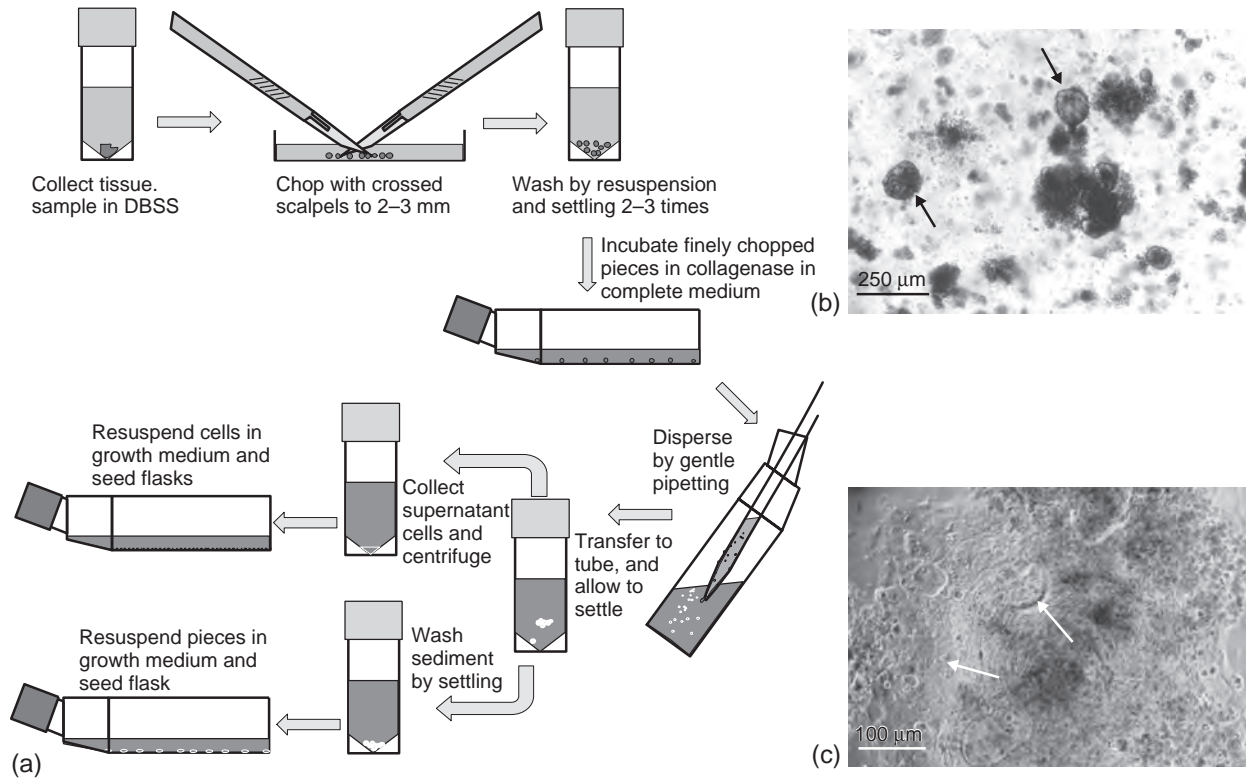 Collect tissue.
sample in DBSS
Chop with crossed
scalpels to 2–3 mm
Wash by resuspension
and settling 2–3 times
Incubate finely chopped
pieces in collagenase in
complete medium
250 μm
(b)
Disperse
by gentle
pipetting
Transfer to
tube, and
allow to
settle
Collect
supernatant
cells and
centrifuge
Resuspend cells in
growth medium and
seed flasks
Wash
sediment
by settling
Resuspend pieces in
growth medium and
seed flask
(a)
100 μm
(c)